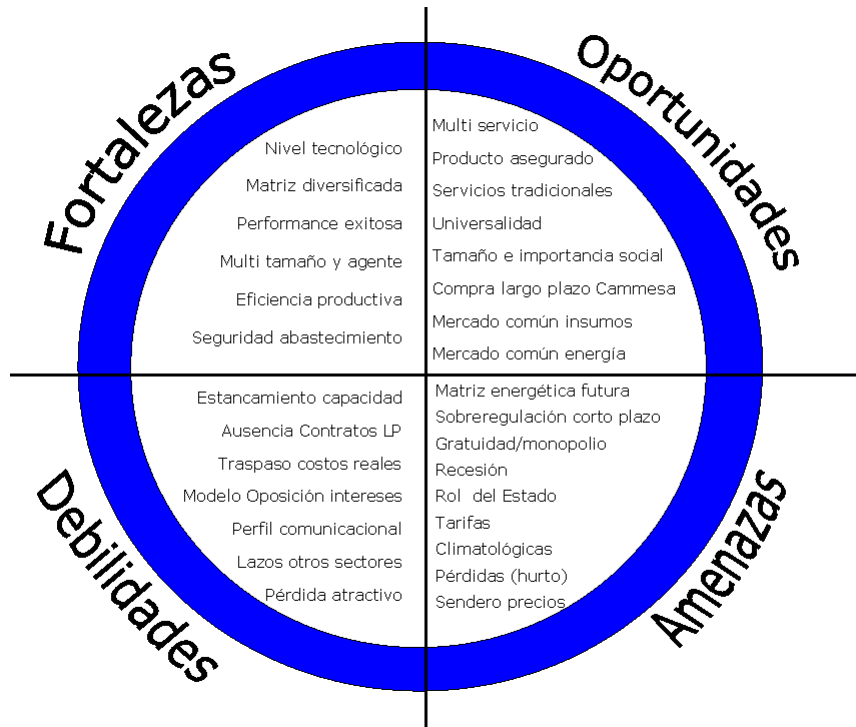 Fortalezas
Nivel tecnológico
Matriz diversificada
Performance exitosa
Multi tamaño y agente
Eficiencia productiva
Seguridad abastecimiento
Oportunidades
Multi servicio
Producto asegurado
Servicios tradicionales
Universalidad
Tamaño e importancia social
Compra largo plazo Cammesa
Mercado común insumos
Mercado común energía
Debilidades
Estancamiento capacidad
Ausencia Contratos LP
Traspaso costos reales
Modelo Oposición intereses
Perfil comunicacional
Lazos otros sectores
Pérdida atractivo
Amenazas
Matriz energética futura
Sobreregulación corto plazo
Gratuidad/monopolio
Recesión
Rol del Estado
Tarifas
Climatológicas
Pérdidas (hurto)
Sendero precios